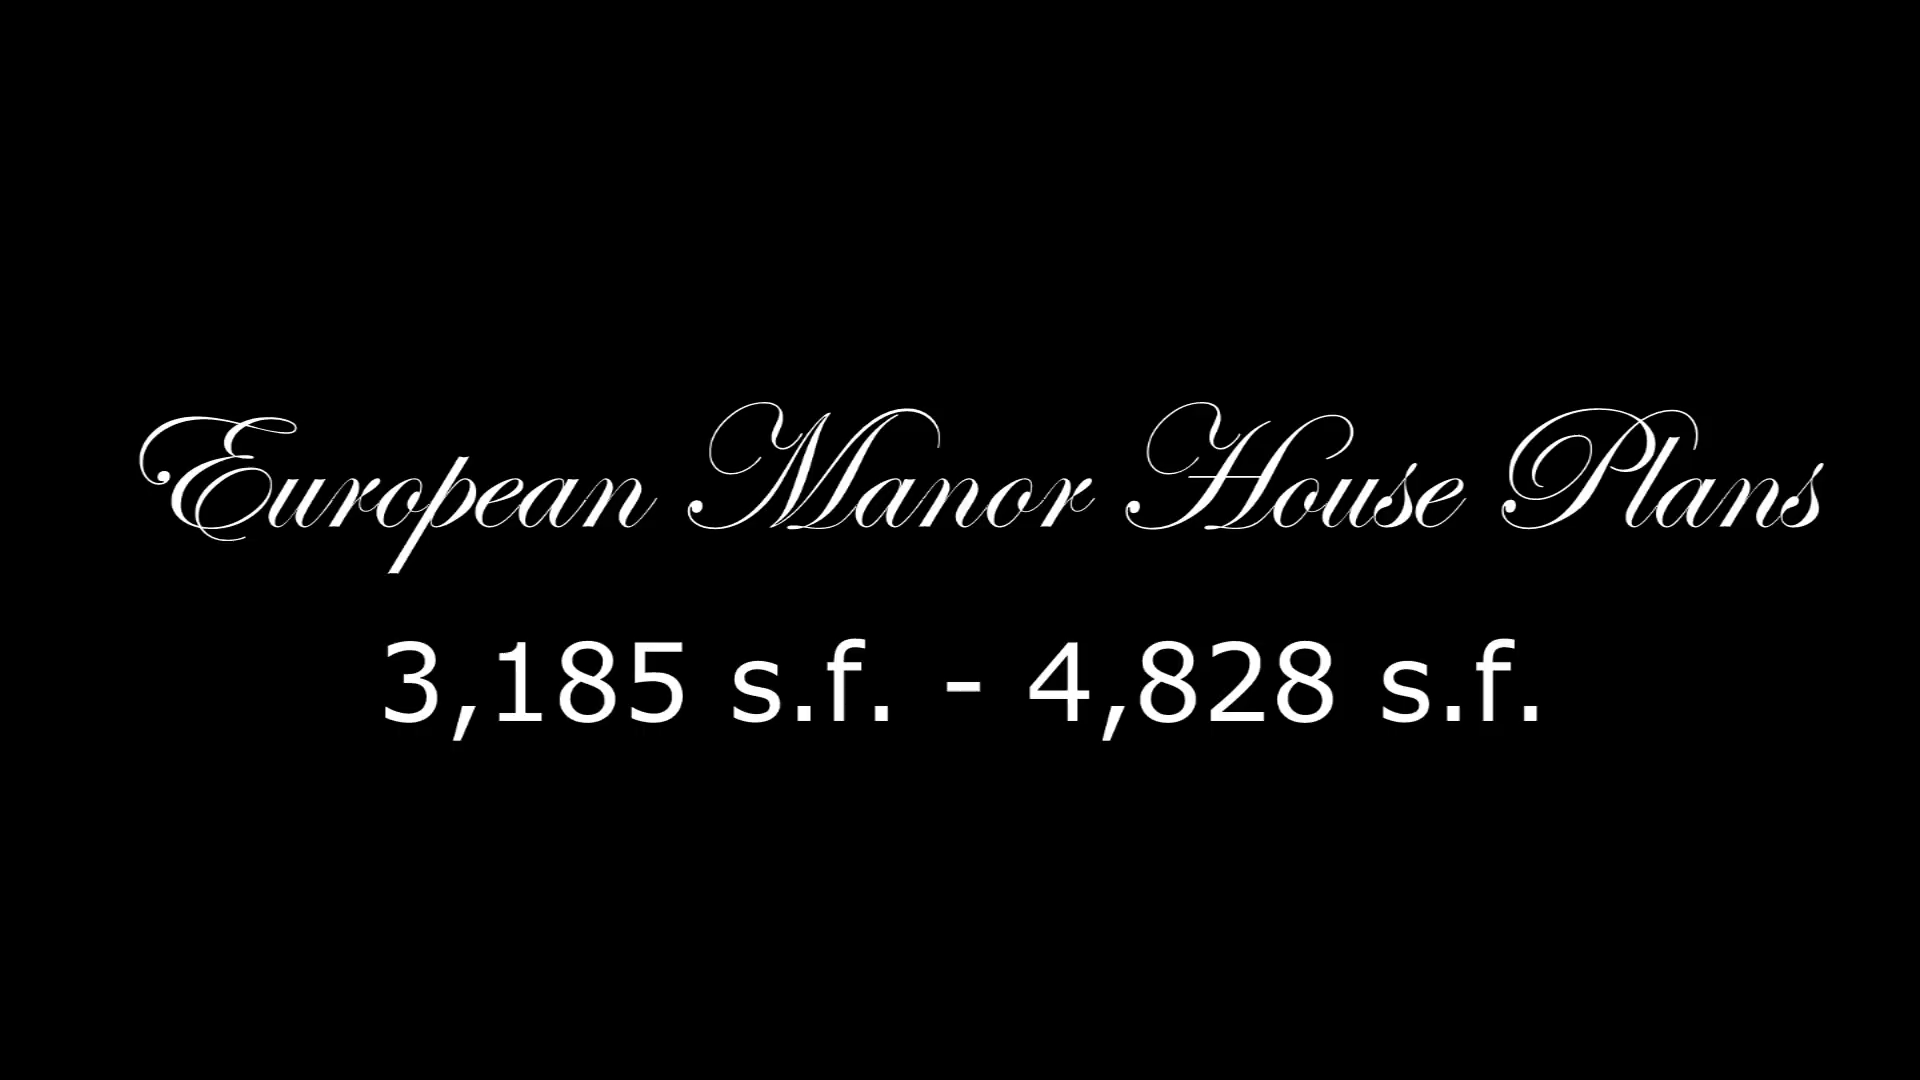 European Manor House Plans
3,185 s.f. - 4,828 s.f.